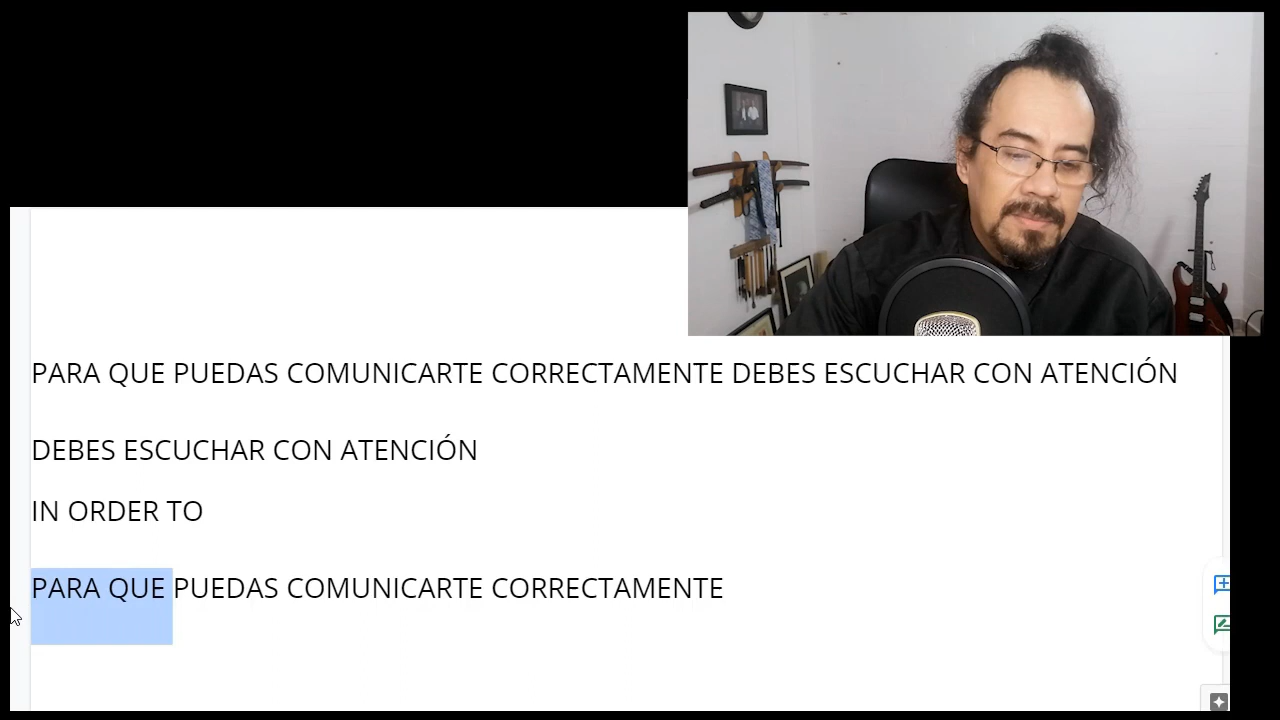 PARA QUE PUEDAS COMUNICARTE CORRECTAMENTE DEBES ESCUCHAR CON ATENCIÓN
DEBES ESCUCHAR CON ATENCIÓN
IN ORDER TO
PARA QUE PUEDAS COMUNICARTE CORRECTAMENTE